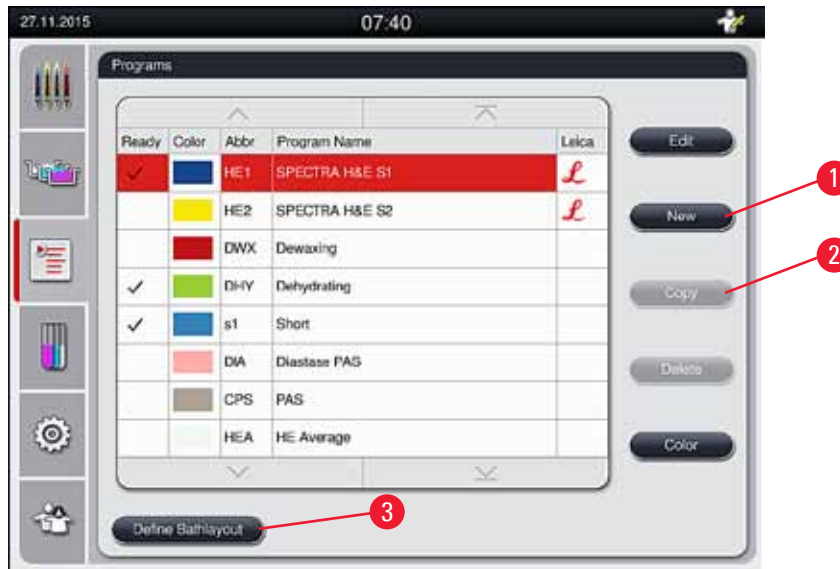 27.11.2015 07:40
Programs
Ready Color Abbr Program Name Leica
HE1 SPECTRA H&E S1
HE2 SPECTRA H&E S2
DWX Dewaxing
DHY Dehydrating
s1 Short
DIA Diastase PAS
CPS PAS
HEA HE Average
Edit
New
Copy
Delete
Color
Define Bathlayout
1
2
3